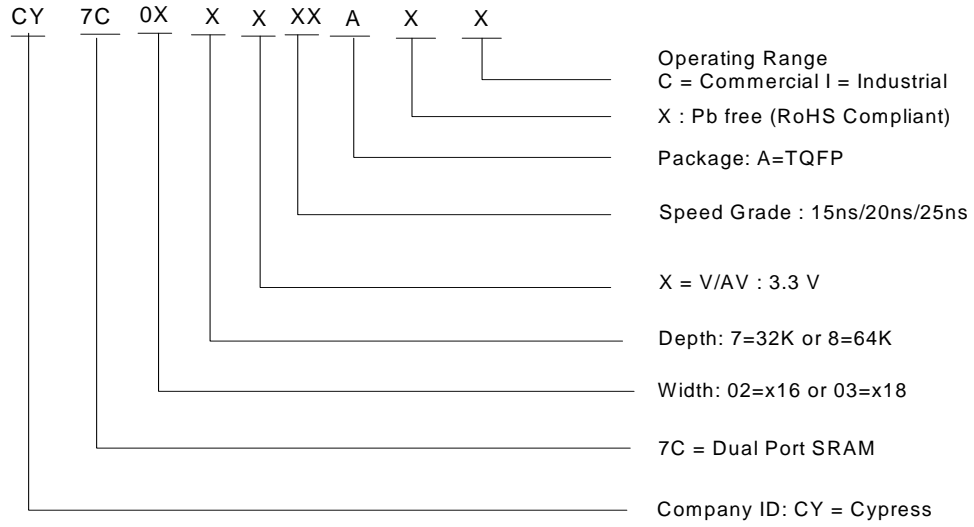 CY 7C 0X X X XX A X X
Operating Range
C = Commercial I = Industrial
X : Pb free (RoHS Compliant)
Package: A=TQFP
Speed Grade : 15ns/20ns/25ns
X = V/AV : 3.3 V
Depth: 7=32K or 8=64K
Width: 02=x16 or 03=x18
7C = Dual Port SRAM
Company ID: CY = Cypress